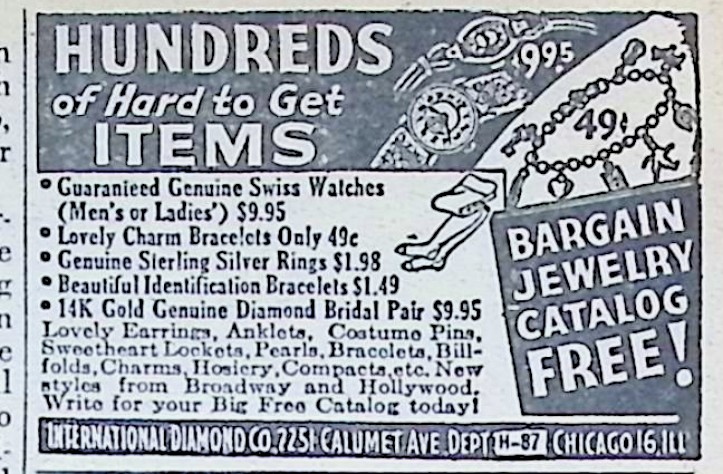 HUNDREDS
of Hard to Get
ITEMS
$9.95
49¢
• Guaranteed Genuine Swiss Watches
(Men's or Ladies') $9.95
• Lovely Charm Bracelets Only 49c
• Genuine Sterling Silver Rings $1.98
• Beautiful Identification Bracelets $1.49
• 14K Gold Genuine Diamond Bridal Pair $9.95
Lovely Earrings, Anklets, Costume Pins,
Sweetheart Lockets, Pearls, Bracelets, Bill-
folds, Charms, Hosiery, Compacts, etc. New
styles from Broadway and Hollywood.
Write for your Big Free Catalog today!
BARGAIN
JEWELRY
CATALOG
FREE!
INTERNATIONAL DIAMOND CO. 2251 CALUMET AVE. DEPT H-87 CHICAGO 16, ILL